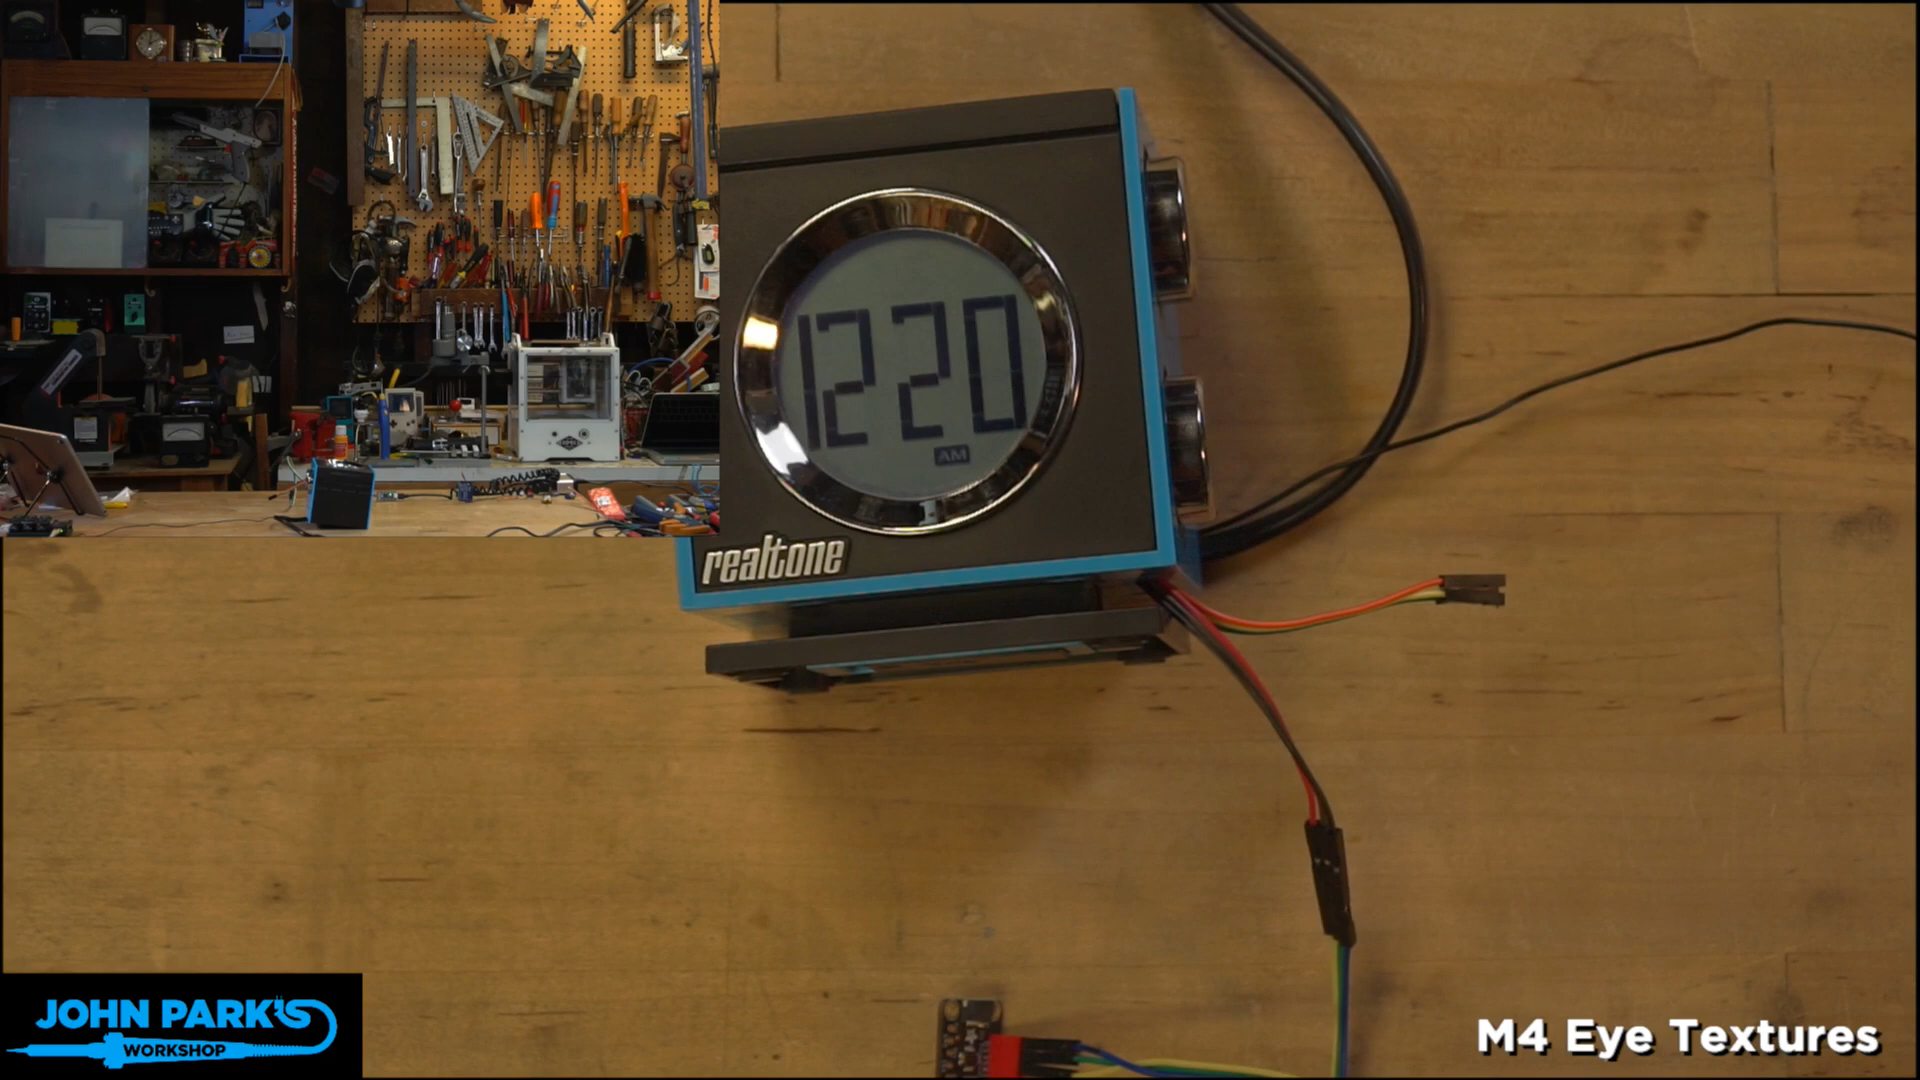 1220
AM
realtone
JOHN PARK'S
WORKSHOP
M4 Eye Textures